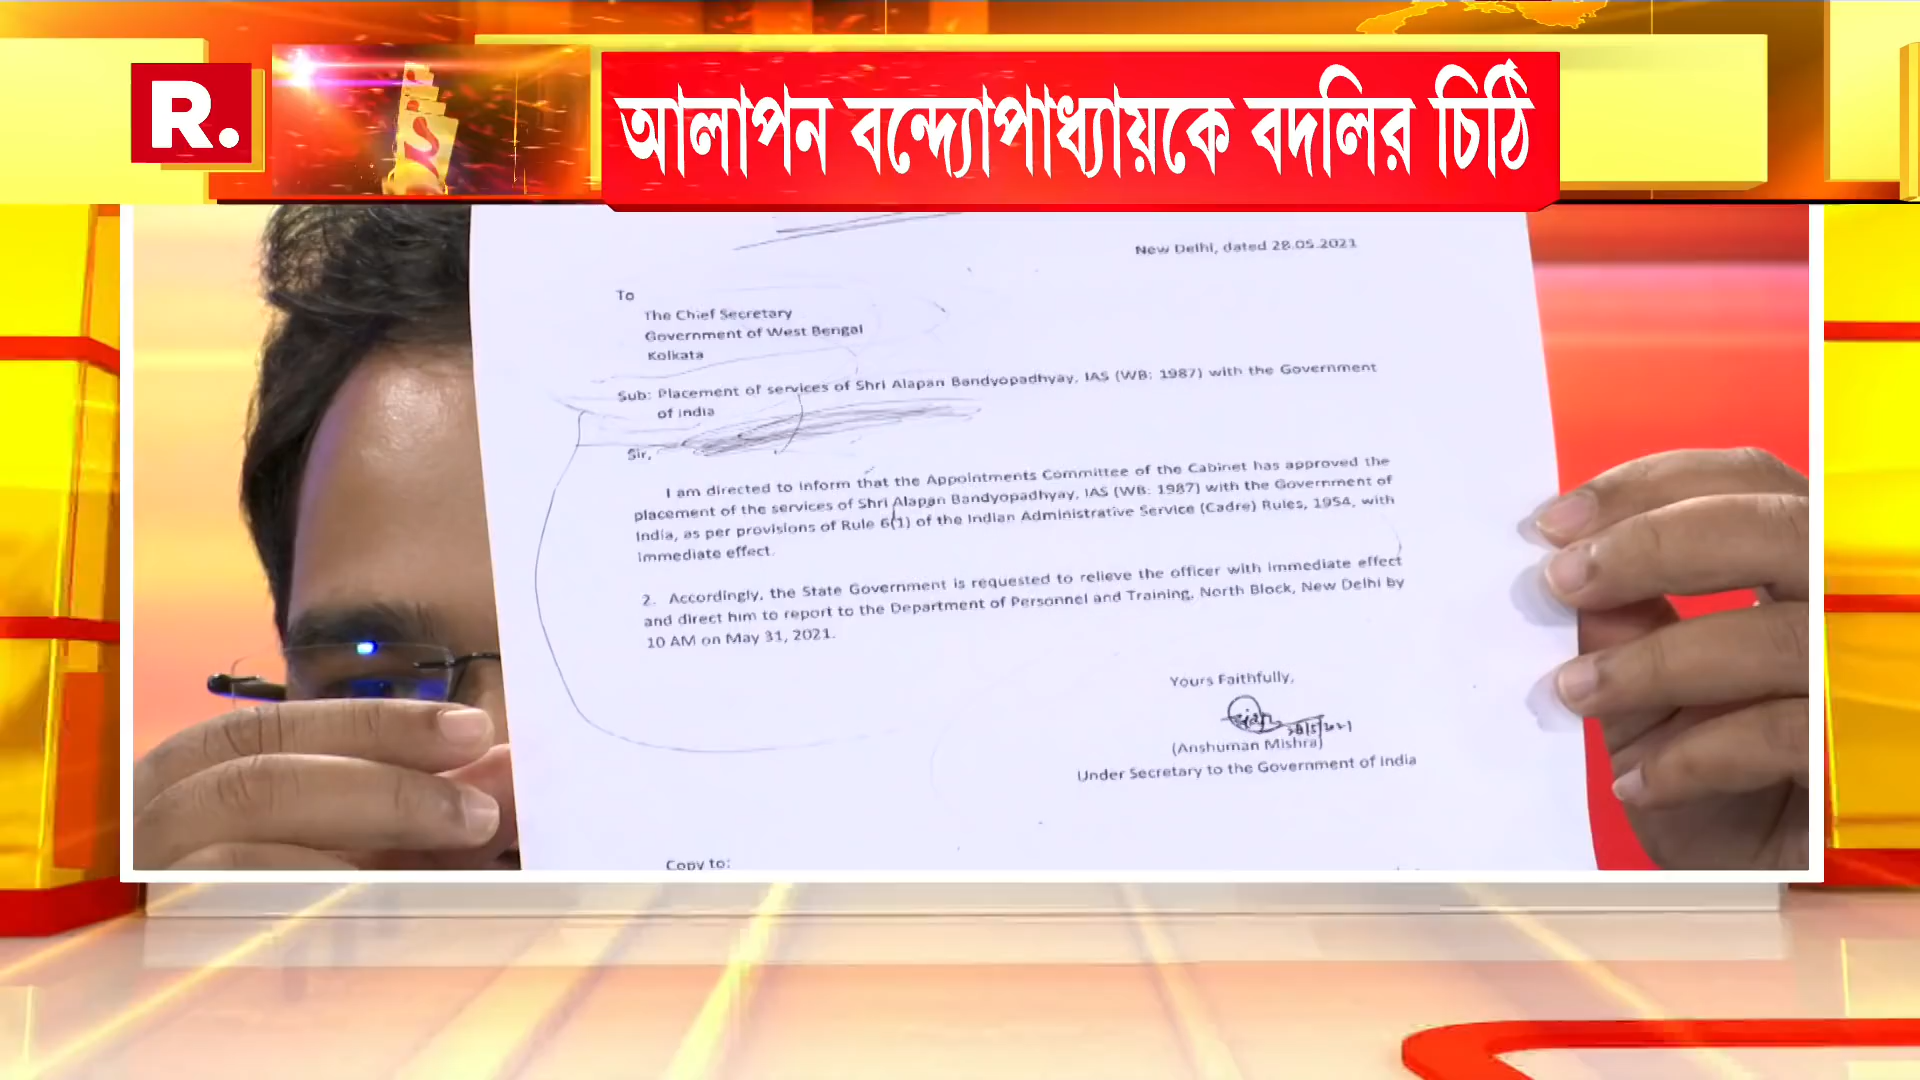 R.
আলাপন বন্দ্যোপাধ্যায়কে বদলির চিঠি
New Delhi, dated 28.05.2021
To
The Chief Secretary
Government of West Bengal
Kolkata
Sub: Placement of services of Shri Alapan Bandyopadhyay, IAS (WB: 1987) with the Government
of india
Sir,
I am directed to inform that the Appointments Committee of the Cabinet has approved the
placement of the services of Shri Alapan Bandyopadhyay, IAS (WB: 1987) with the Government of
India, as per provisions of Rule 6(1) of the Indian Administrative Service (Cadre) Rules, 1954, with
immediate effect.
2. Accordingly, the State Government is requested to relieve the officer with immediate effect
and direct him to report to the Department of Personnel and Training, North Block, New Delhi by
10 AM on May 31, 2021.
Yours Faithfully,
28/5/2021
(Anshuman Mishra)
Under Secretary to the Government of India
Copy to: